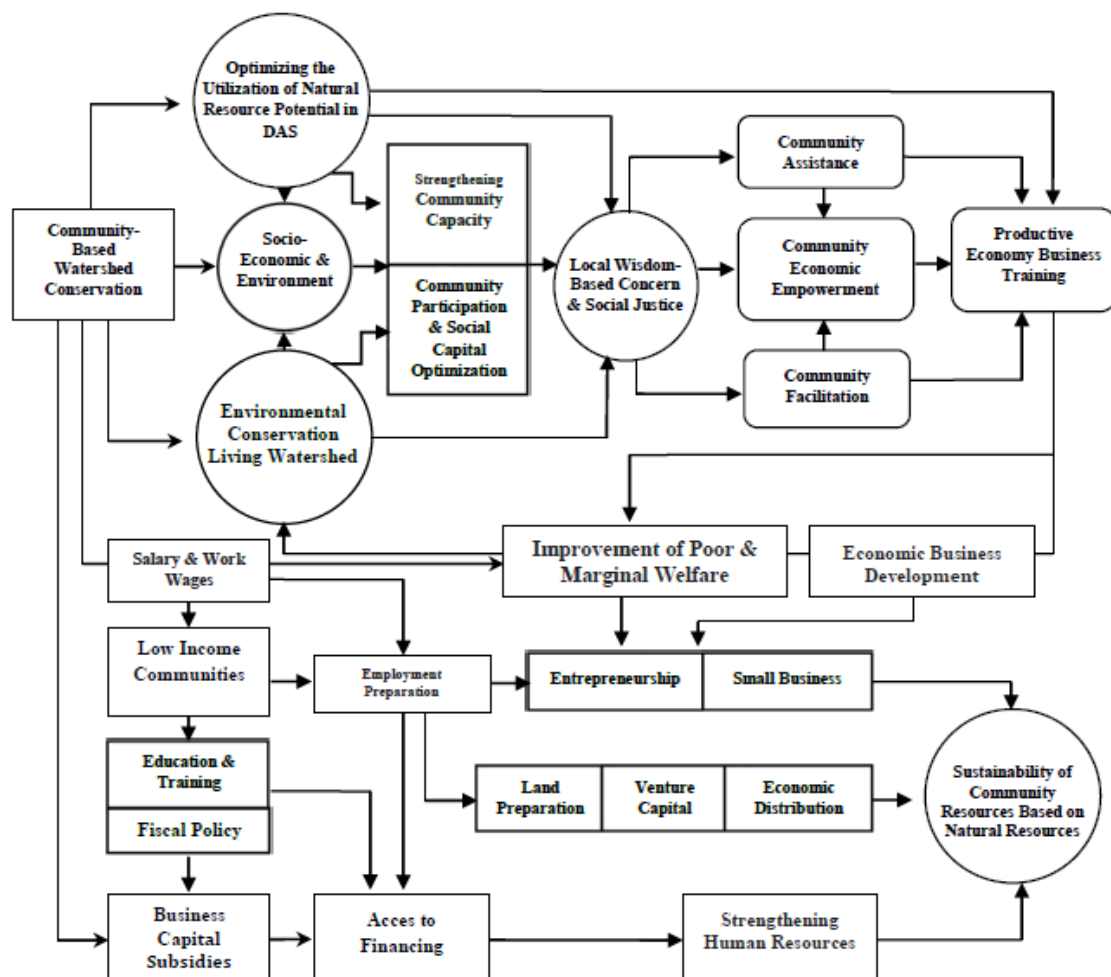 Optimizing the
Utilization of Natural
Resource Potential in
DAS
Community
Assistance
Strengthening
Community
Capacity
Community-
Based
Watershed
Conservation
Socio-
Economic &
Environment
Local Wisdom-
Based Concern
& Social Justice
Community
Economic
Empowerment
Productive
Economy Business
Training
Community
Participation
& Social
Capital
Optimization
Community
Facilitation
Environmental
Conservation
Living Watershed
Salary & Work
Wages
Improvement of Poor &
Marginal Welfare
Economic Business
Development
Low Income
Communities
Employment
Preparation
Entrepreneurship
Small Business
Education &
Training
Fiscal Policy
Land
Preparation
Venture
Capital
Economic
Distribution
Sustainability of
Community
Resources Based on
Natural Resources
Business
Capital
Subsidies
Acces to
Financing
Strengthening
Human Resources